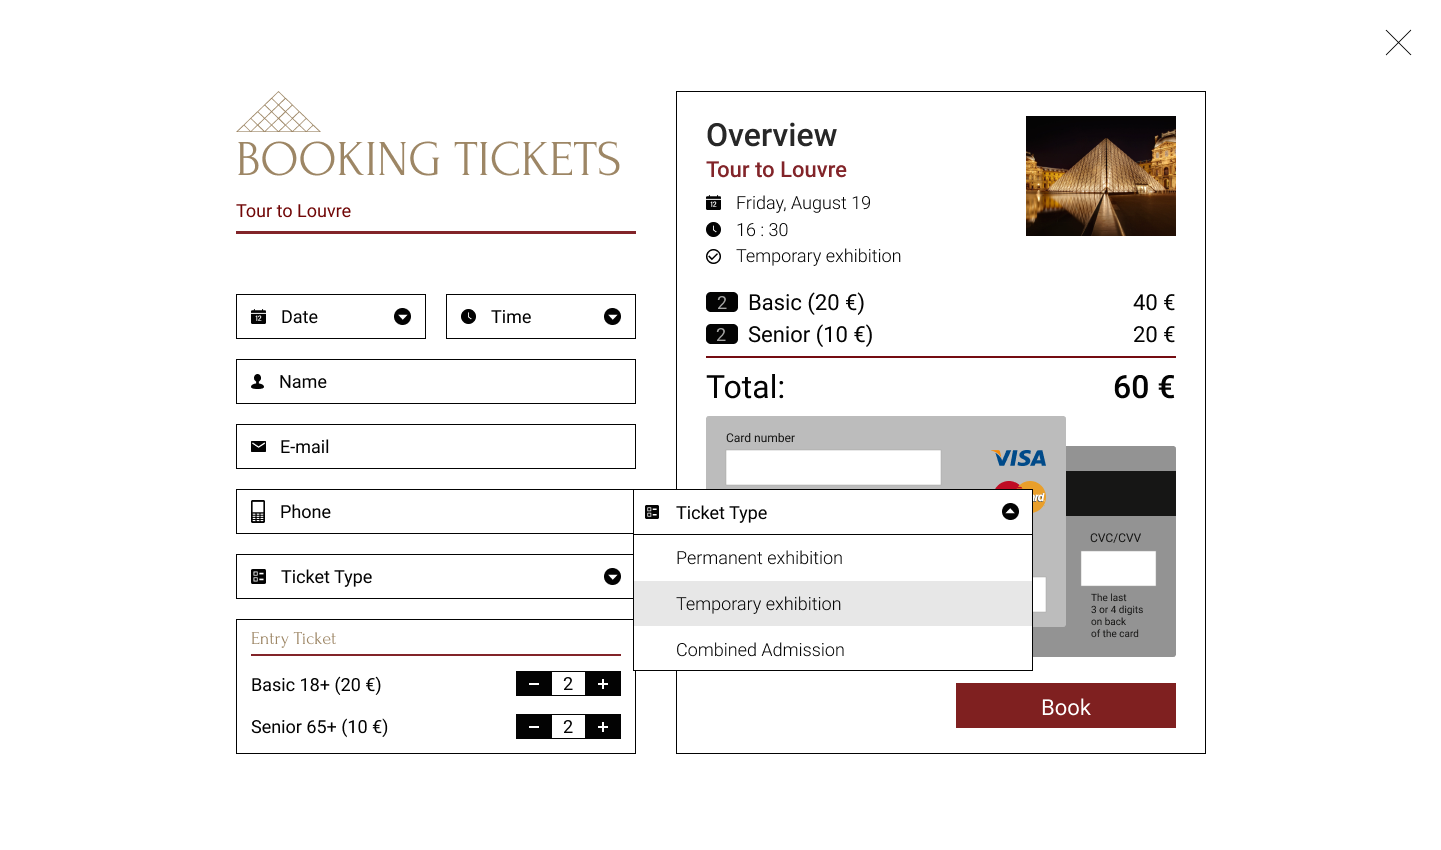 BOOKING TICKETS
Tour to Louvre
12 Date
Time
Name
E-mail
Phone
Ticket Type
Entry Ticket
Basic 18+ (20 €)
2
Senior 65+ (10 €)
2
Overview
Tour to Louvre
12 Friday, August 19
16 : 30
Temporary exhibition
2 Basic (20 €) 40 €
2 Senior (10 €) 20 €
Total: 60 €
Card number
VISA
Ticket Type
Permanent exhibition
Temporary exhibition
Combined Admission
CVC/CVV
The last
3 or 4 digits
on back
of the card
Book